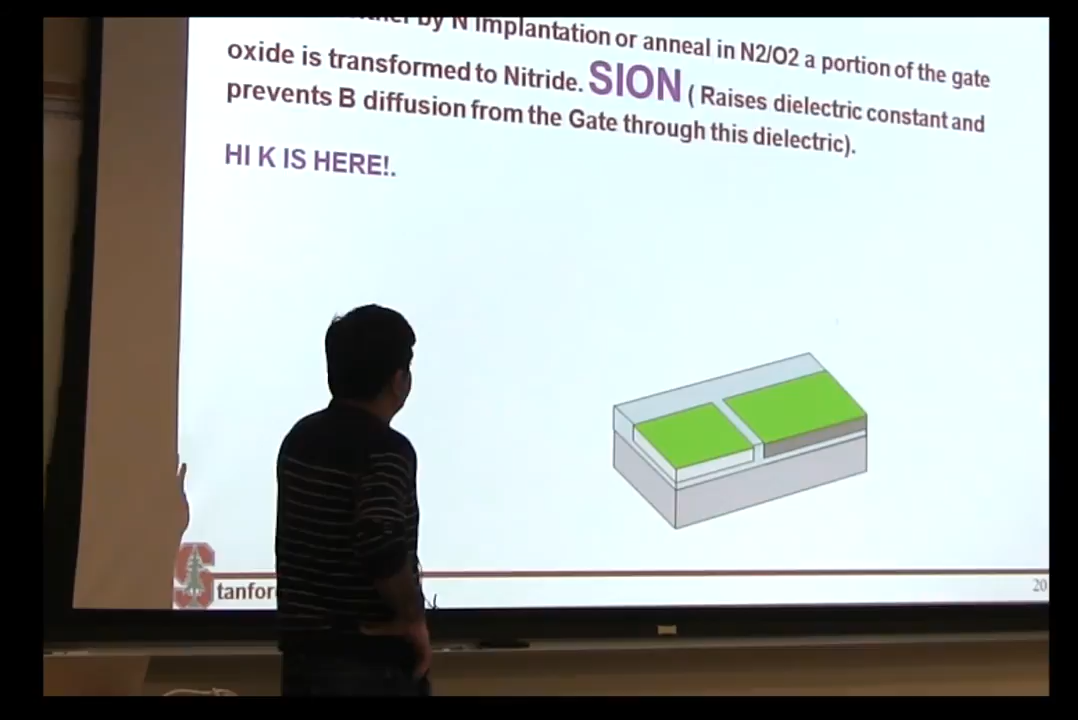 by N Implantation or anneal in N2/O2 a portion of the gate
oxide is transformed to Nitride. SION ( Raises dielectric constant and
prevents B diffusion from the Gate through this dielectric).
HI K IS HERE!.
S
tanfor
20